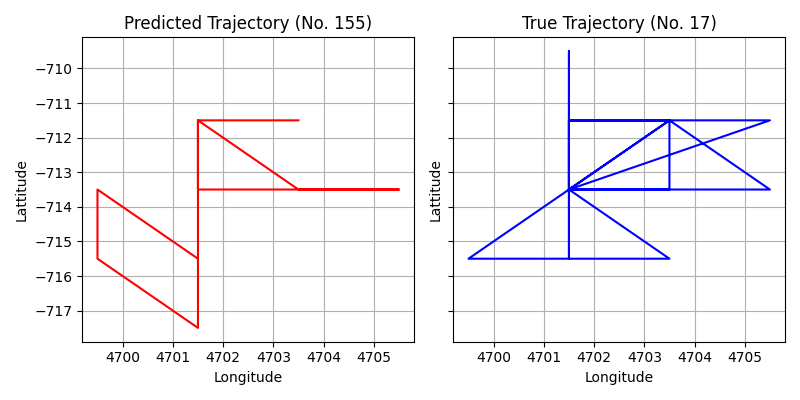 Predicted Trajectory (No. 155)
True Trajectory (No. 17)
−710
−711
−712
−713
−714
−715
−716
−717
Lattitude
Lattitude
4700 4701 4702 4703 4704 4705
4700 4701 4702 4703 4704 4705
Longitude
Longitude